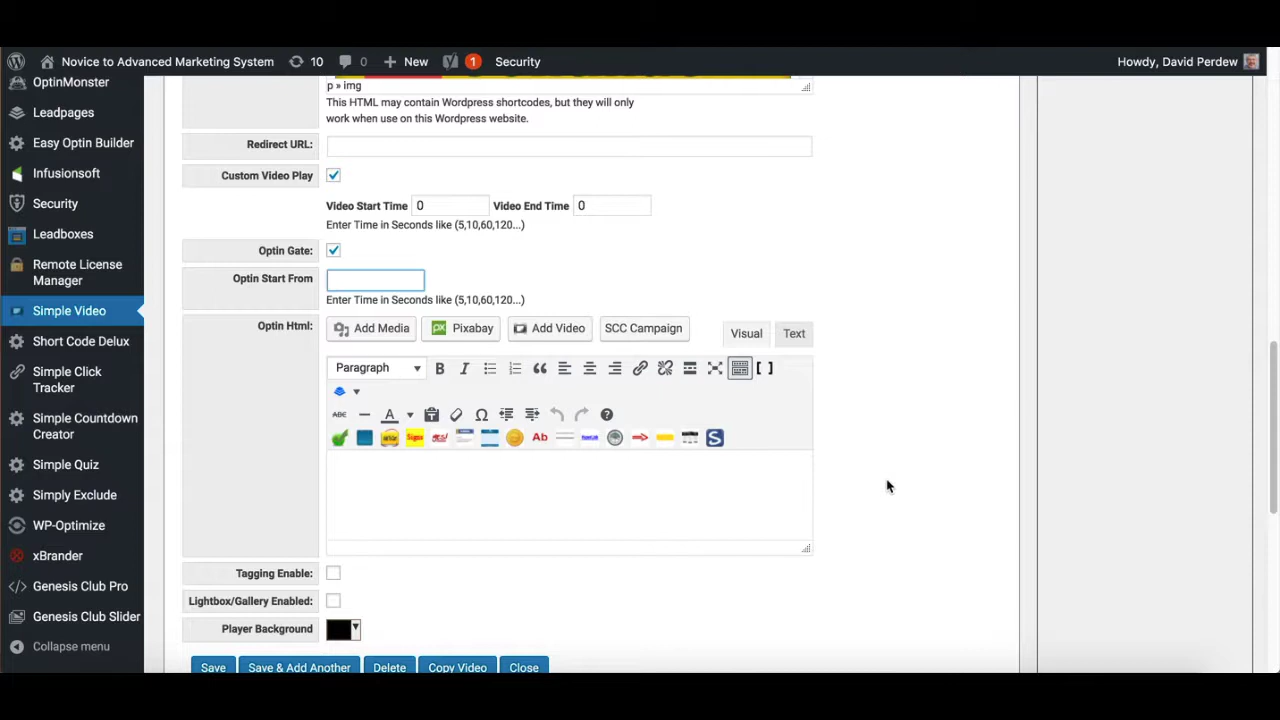 Novice to Advanced Marketing System 10 0 New 1 Security Howdy, David Perdew
OptinMonster
Leadpages
Easy Optin Builder
Infusionsoft
Security
Leadboxes
Remote License
Manager
Simple Video
Short Code Delux
Simple Click
Tracker
Simple Countdown
Creator
Simple Quiz
Simply Exclude
WP-Optimize
xBrander
Genesis Club Pro
Genesis Club Slider
Collapse menu
p » img
This HTML may contain Wordpress shortcodes, but they will only
work when use on this Wordpress website.
Redirect URL:
Custom Video Play
Video Start Time 0 Video End Time 0
Enter Time in Seconds like (5,10,60,120...)
Optin Gate:
Optin Start From
Enter Time in Seconds like (5,10,60,120...)
Optin Html: Add Media Pixabay Add Video SCC Campaign Visual Text
Paragraph B I
ABC A Ω
Ab S
Tagging Enable:
Lightbox/Gallery Enabled:
Player Background
Save Save & Add Another Delete Copy Video Close